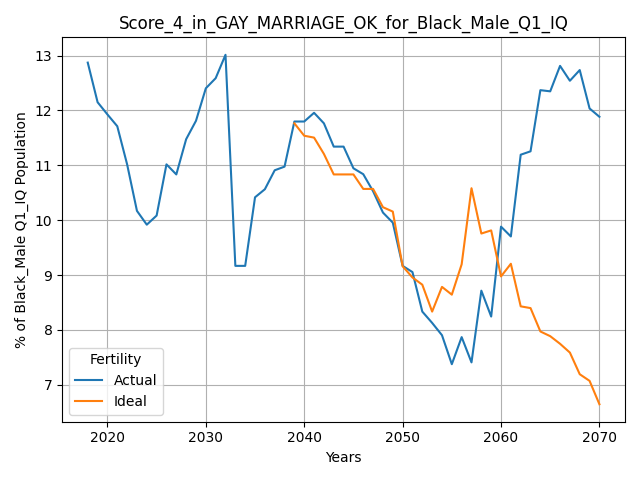 Score_4_in_GAY_MARRIAGE_OK_for_Black_Male_Q1_IQ
% of Black_Male Q1_IQ Population
13
12
11
10
9
8
7
Fertility
Actual
Ideal
2020 2030 2040 2050 2060 2070
Years